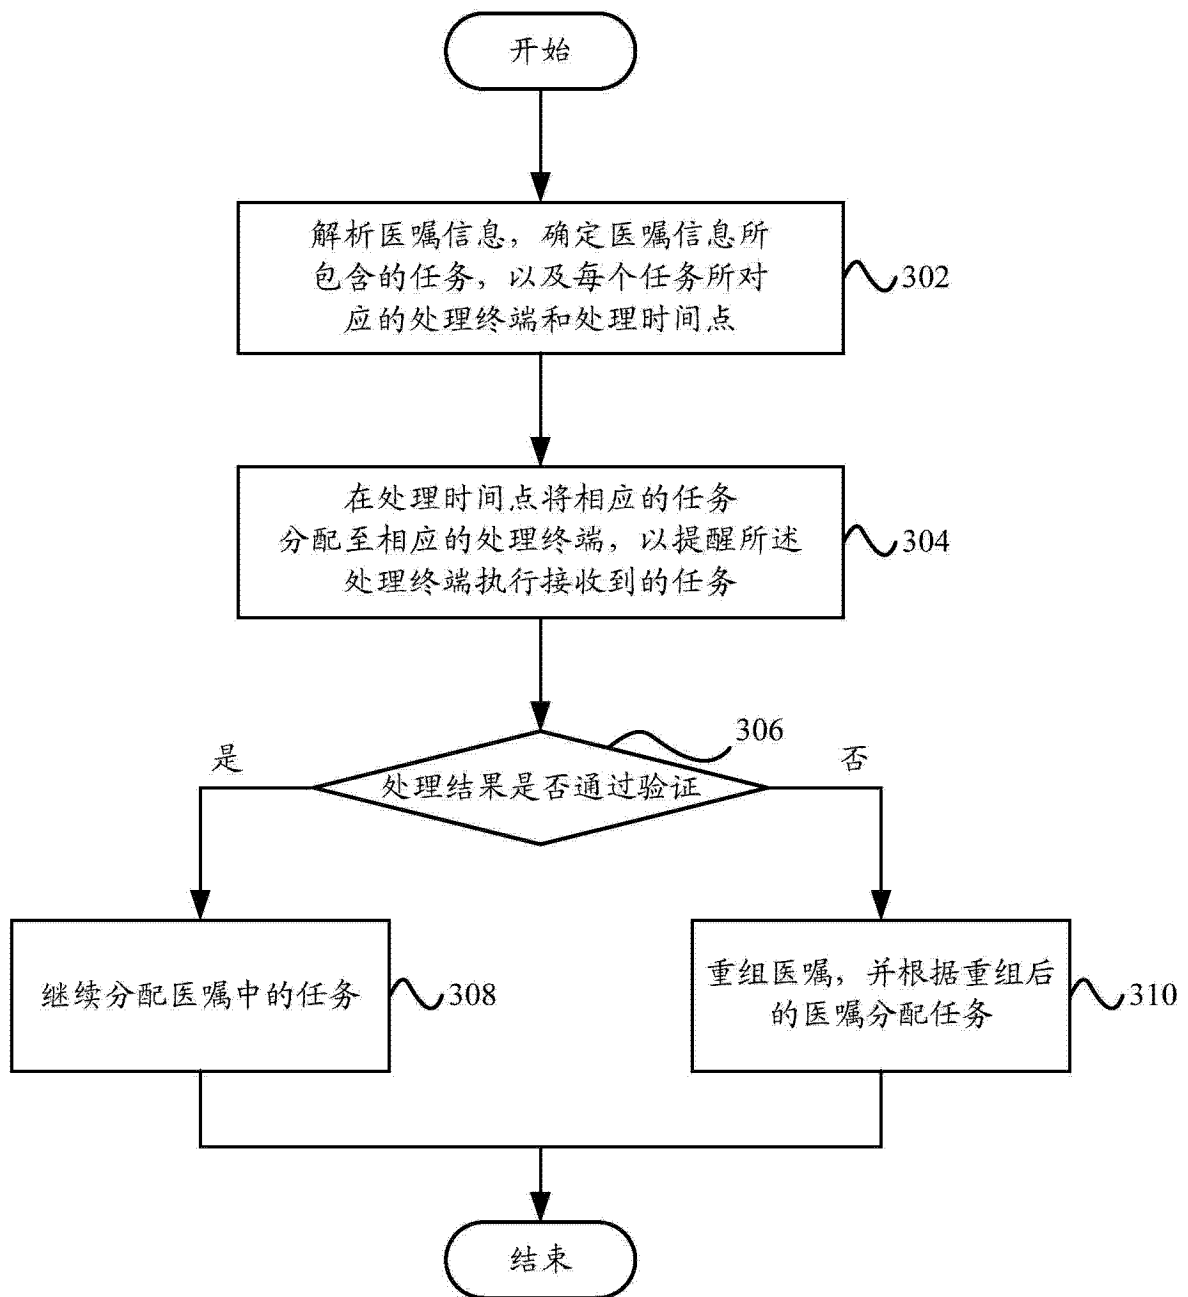 开始
解析医嘱信息，确定医嘱信息所
包含的任务，以及每个任务所对
应的处理终端和处理时间点
302
在处理时间点将相应的任务
分配至相应的处理终端，以提醒所述
处理终端执行接收到的任务
304
306
是
处理结果是否通过验证
否
继续分配医嘱中的任务
308
重组医嘱，并根据重组后
的医嘱分配任务
310
结束